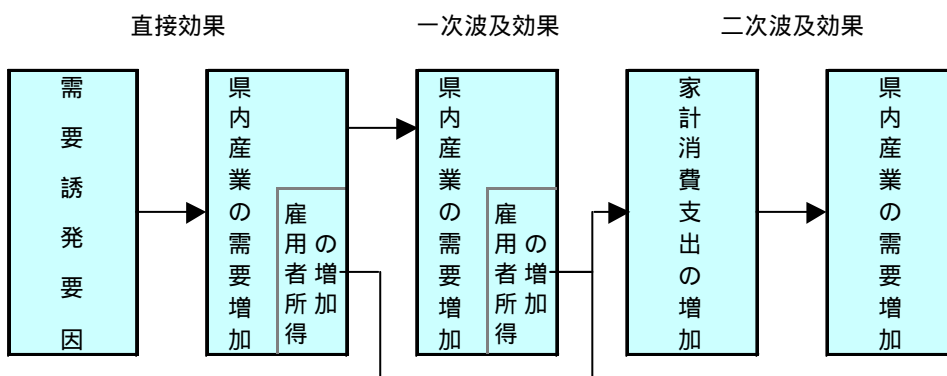 直接効果
一次波及効果
二次波及効果
需要誘発要因
県内産業の需要増加
雇用者所得
の増加
県内産業の需要増加
雇用者所得
の増加
家計消費支出の増加
県内産業の需要増加